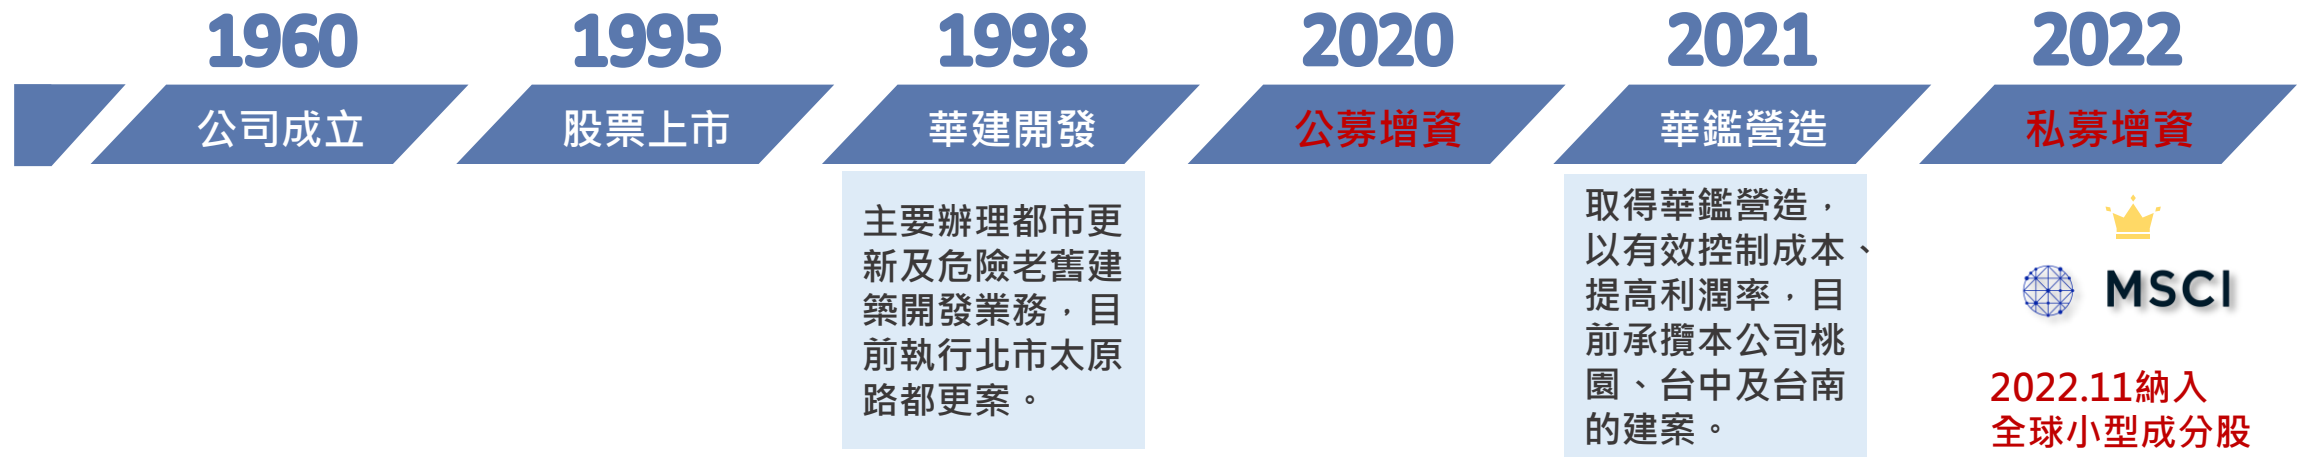 1960
公司成立
1995
股票上市
1998
華建開發
主要辦理都市更
新及危險老舊建
築開發業務，目
前執行北市太原
路都更案。
2020
公募增資
2021
華鑑營造
取得華鑑營造，
以有效控制成本、
提高利潤率，目
前承攬本公司桃
園、台中及台南
的建案。
2022
私募增資
MSCI
2022.11納入
全球小型成分股